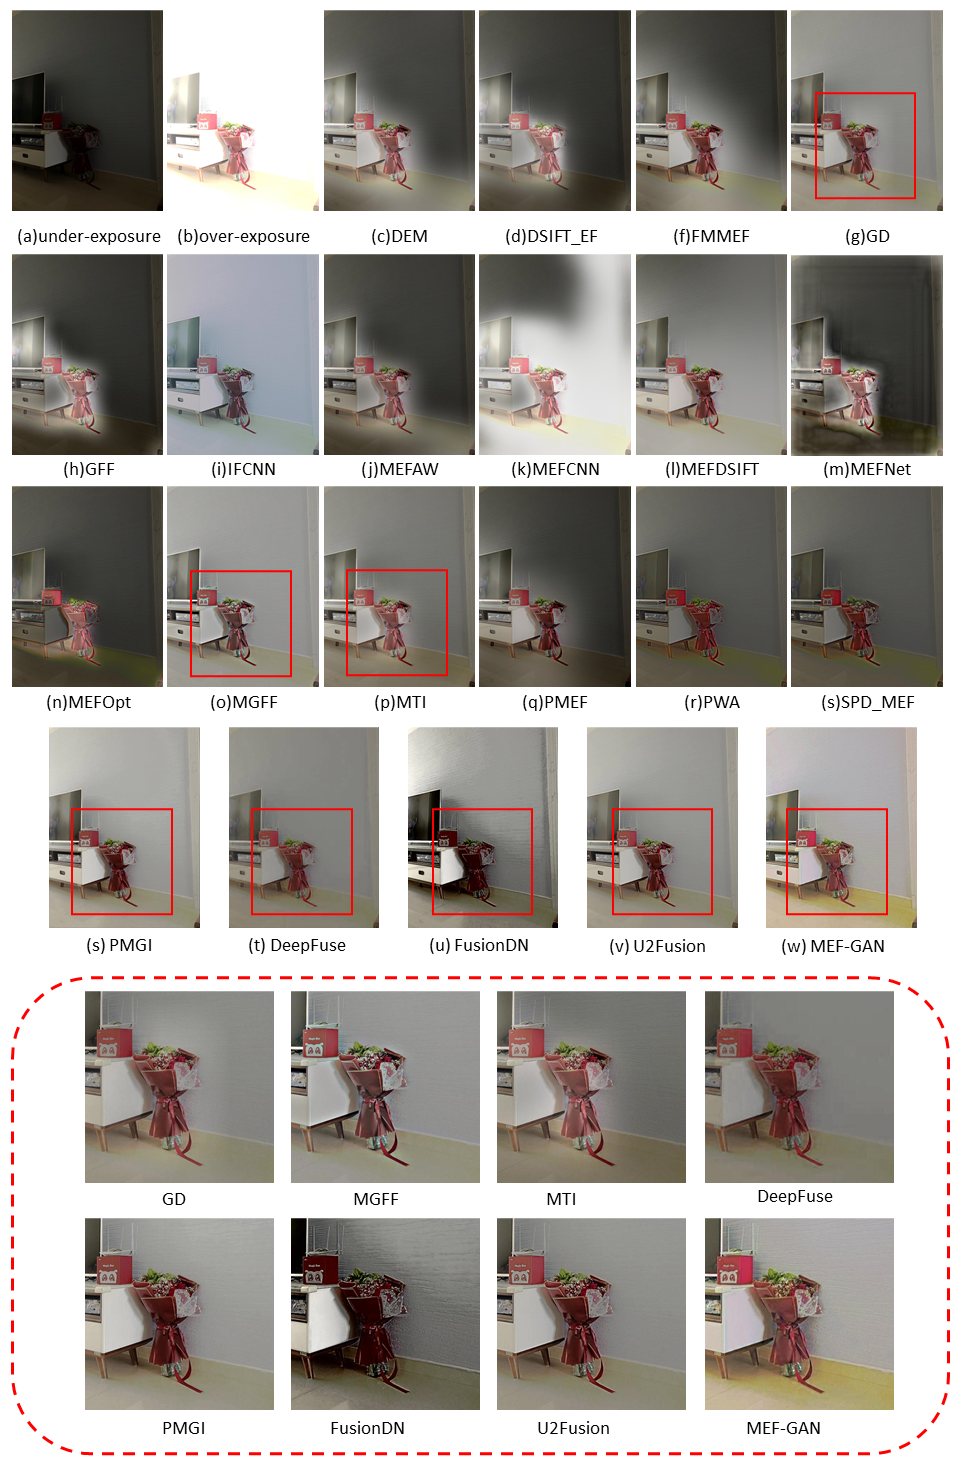 (a)under-exposure (b)over-exposure (c)DEM (d)DSIFT_EF (f)FMMEF (g)GD
(h)GFF (i)IFCNN (j)MEFAW (k)MEFCNN (l)MEFDSIFT (m)MEFNet
(n)MEFOpt (o)MGFF (p)MTI (q)PMEF (r)PWA (s)SPD_MEF
(s) PMGI (t) DeepFuse (u) FusionDN (v) U2Fusion (w) MEF-GAN
GD MGFF MTI DeepFuse
PMGI FusionDN U2Fusion MEF-GAN